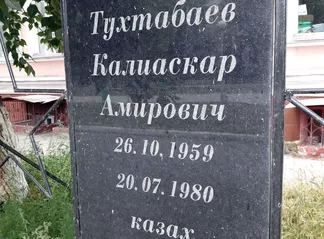 Тухтабаев
Калиаскар
Амирович
26.10.1959
20.07.1980
казах